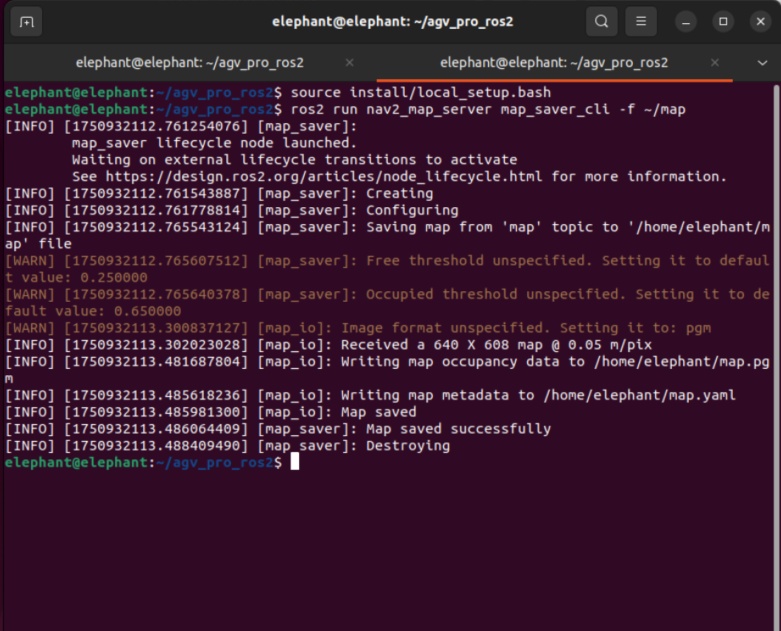 elephant@elephant: ~/agv_pro_ros2
elephant@elephant: ~/agv_pro_ros2
elephant@elephant: ~/agv_pro_ros2
elephant@elephant:~/agv_pro_ros2$ source install/local_setup.bash
elephant@elephant:~/agv_pro_ros2$ ros2 run nav2_map_server map_saver_cli -f ~/map
[INFO] [1750932112.761254076] [map_saver]:
        map_saver lifecycle node launched.
        Waiting on external lifecycle transitions to activate
        See https://design.ros2.org/articles/node_lifecycle.html for more information.
[INFO] [1750932112.761543887] [map_saver]: Creating
[INFO] [1750932112.761778814] [map_saver]: Configuring
[INFO] [1750932112.765543124] [map_saver]: Saving map from 'map' topic to '/home/elephant/m
ap' file
[WARN] [1750932112.765607512] [map_saver]: Free threshold unspecified. Setting it to defaul
t value: 0.250000
[WARN] [1750932112.765640378] [map_saver]: Occupied threshold unspecified. Setting it to de
fault value: 0.650000
[WARN] [1750932113.300837127] [map_io]: Image format unspecified. Setting it to: pgm
[INFO] [1750932113.302023028] [map_io]: Received a 640 X 608 map @ 0.05 m/pix
[INFO] [1750932113.481687804] [map_io]: Writing map occupancy data to /home/elephant/map.pg
m
[INFO] [1750932113.485618236] [map_io]: Writing map metadata to /home/elephant/map.yaml
[INFO] [1750932113.485981300] [map_io]: Map saved
[INFO] [1750932113.486064409] [map_saver]: Map saved successfully
[INFO] [1750932113.488409490] [map_saver]: Destroying
elephant@elephant:~/agv_pro_ros2$